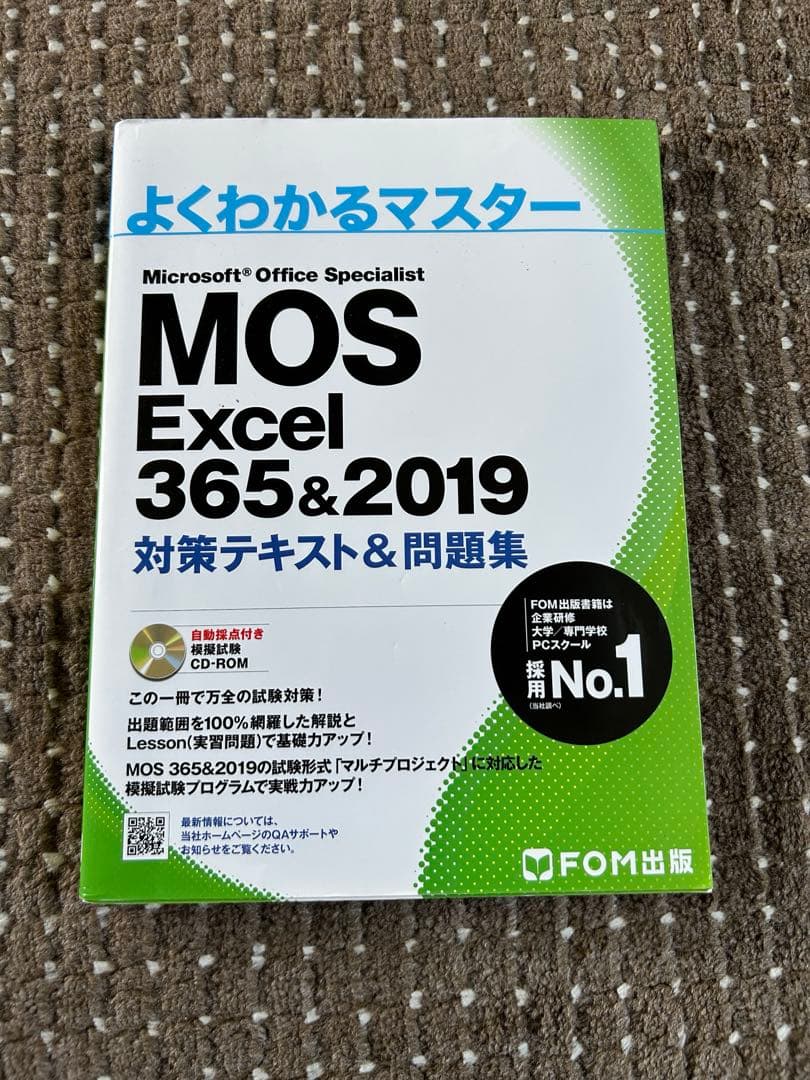 よくわかるマスター
Microsoft® Office Specialist
MOS
Excel
365&2019
対策テキスト&問題集
自動採点付き
模擬試験
CD-ROM
FOM出版書籍は
企業研修
大学/専門学校
PCスクール
採用No.1
(当社調べ)
この一冊で万全の試験対策!
出題範囲を100%網羅した解説と
Lesson(実習問題)で基礎力アップ!
MOS 365&2019の試験形式「マルチプロジェクト」に対応した
模擬試験プログラムで実戦力アップ!
最新情報については、
当社ホームページのQAサポートや
お知らせをご覧ください。
FOM出版